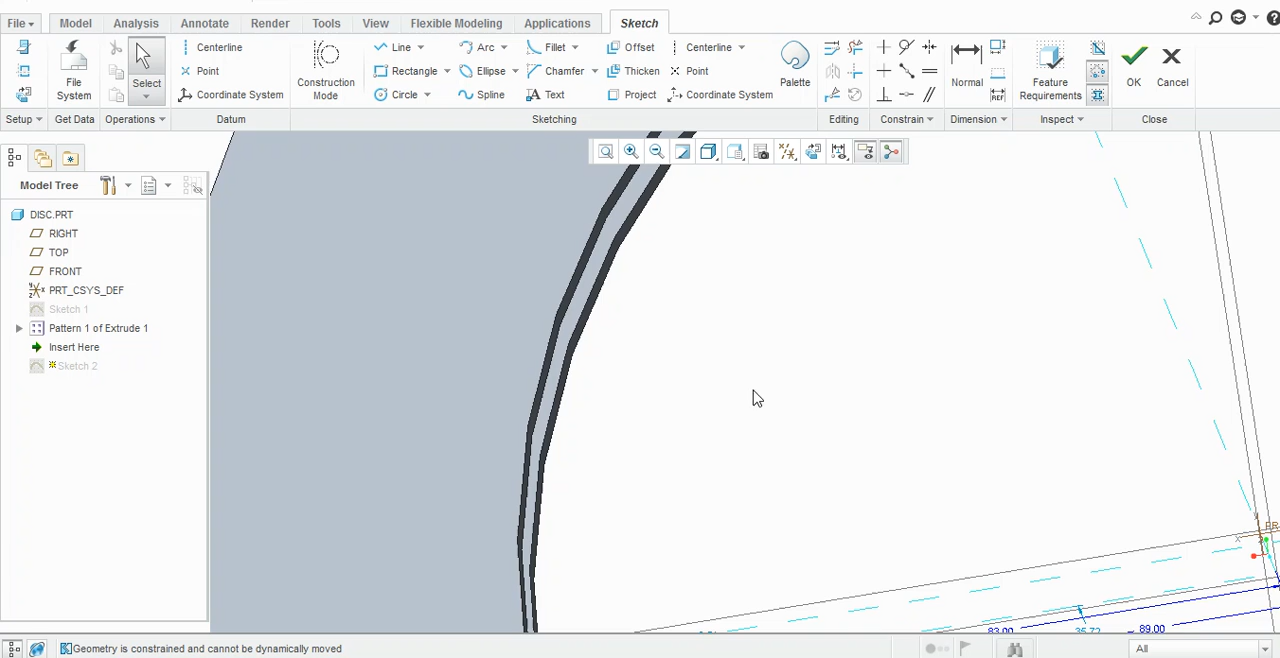 File Model Analysis Annotate Render Tools View Flexible Modeling Applications Sketch
Centerline Line Arc Fillet Offset Centerline
Point Rectangle Ellipse Chamfer Thicken Point
Coordinate System Circle Spline Text Project Coordinate System
File System
Select
Construction Mode
Palette
Normal
REF
Feature Requirements
OK
Cancel
Setup Get Data Operations Datum Sketching Editing Constrain Dimension Inspect Close
Model Tree
DISC.PRT
RIGHT
TOP
FRONT
PRT_CSYS_DEF
Sketch 1
Pattern 1 of Extrude 1
Insert Here
Sketch 2
X
83.00
35.72
89.00
Geometry is constrained and cannot be dynamically moved
All